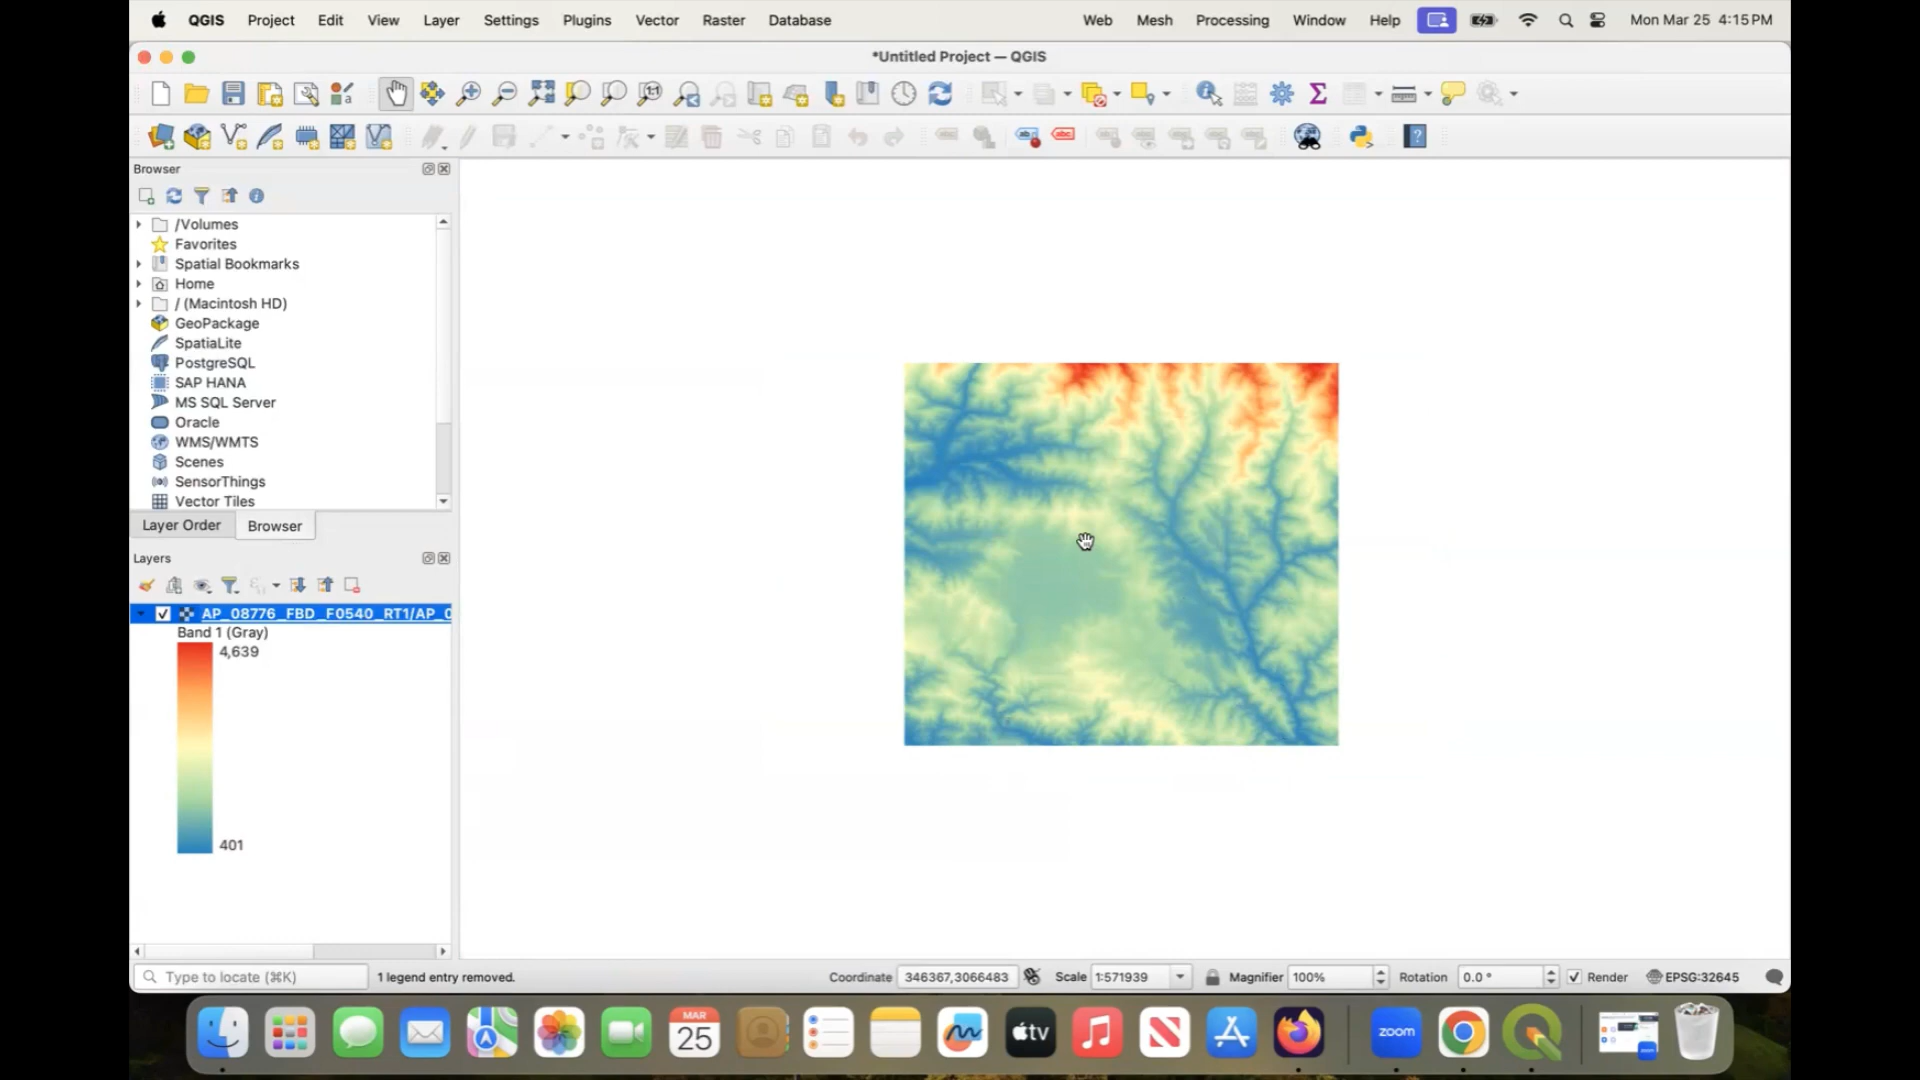 QGIS Project Edit View Layer Settings Plugins Vector Raster Database Web Mesh Processing Window Help Mon Mar 25 4:15 PM
*Untitled Project — QGIS
Browser
/Volumes
Favorites
Spatial Bookmarks
Home
/ (Macintosh HD)
GeoPackage
SpatiaLite
PostgreSQL
SAP HANA
MS SQL Server
Oracle
WMS/WMTS
Scenes
SensorThings
Vector Tiles
Layer Order Browser
Layers
AP_08776_FBD_F0540_RT1/AP_0
Band 1 (Gray)
4,639
401
Type to locate (⌘K) 1 legend entry removed. Coordinate 346367,3066483 Scale 1:571939 Magnifier 100% Rotation 0.0 ° Render EPSG:32645
MAR
25
tv
zoom